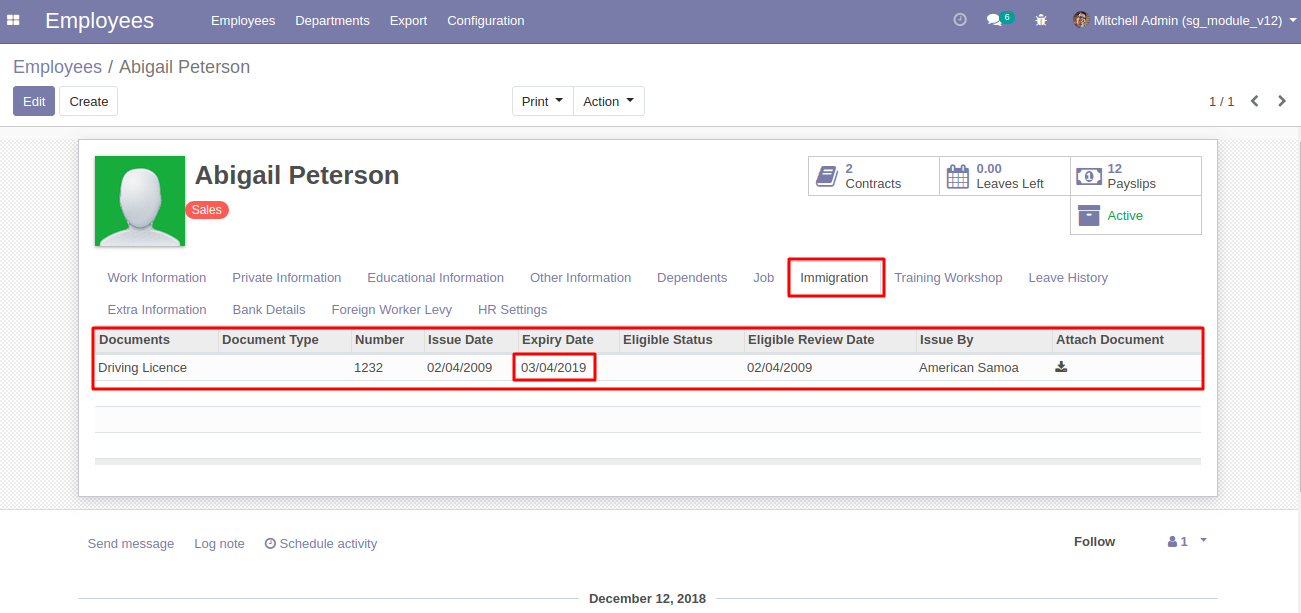 Employees Employees Departments Export Configuration 6 Mitchell Admin (sg_module_v12)
Employees / Abigail Peterson
Edit Create Print Action 1 / 1
Abigail Peterson
Sales
2 Contracts
0.00 Leaves Left
12 Payslips
Active
Work Information Private Information Educational Information Other Information Dependents Job Immigration Training Workshop Leave History
Extra Information Bank Details Foreign Worker Levy HR Settings
Documents Document Type Number Issue Date Expiry Date Eligible Status Eligible Review Date Issue By Attach Document
Driving Licence 1232 02/04/2009 03/04/2019 02/04/2009 American Samoa
Send message Log note Schedule activity Follow 1
December 12, 2018